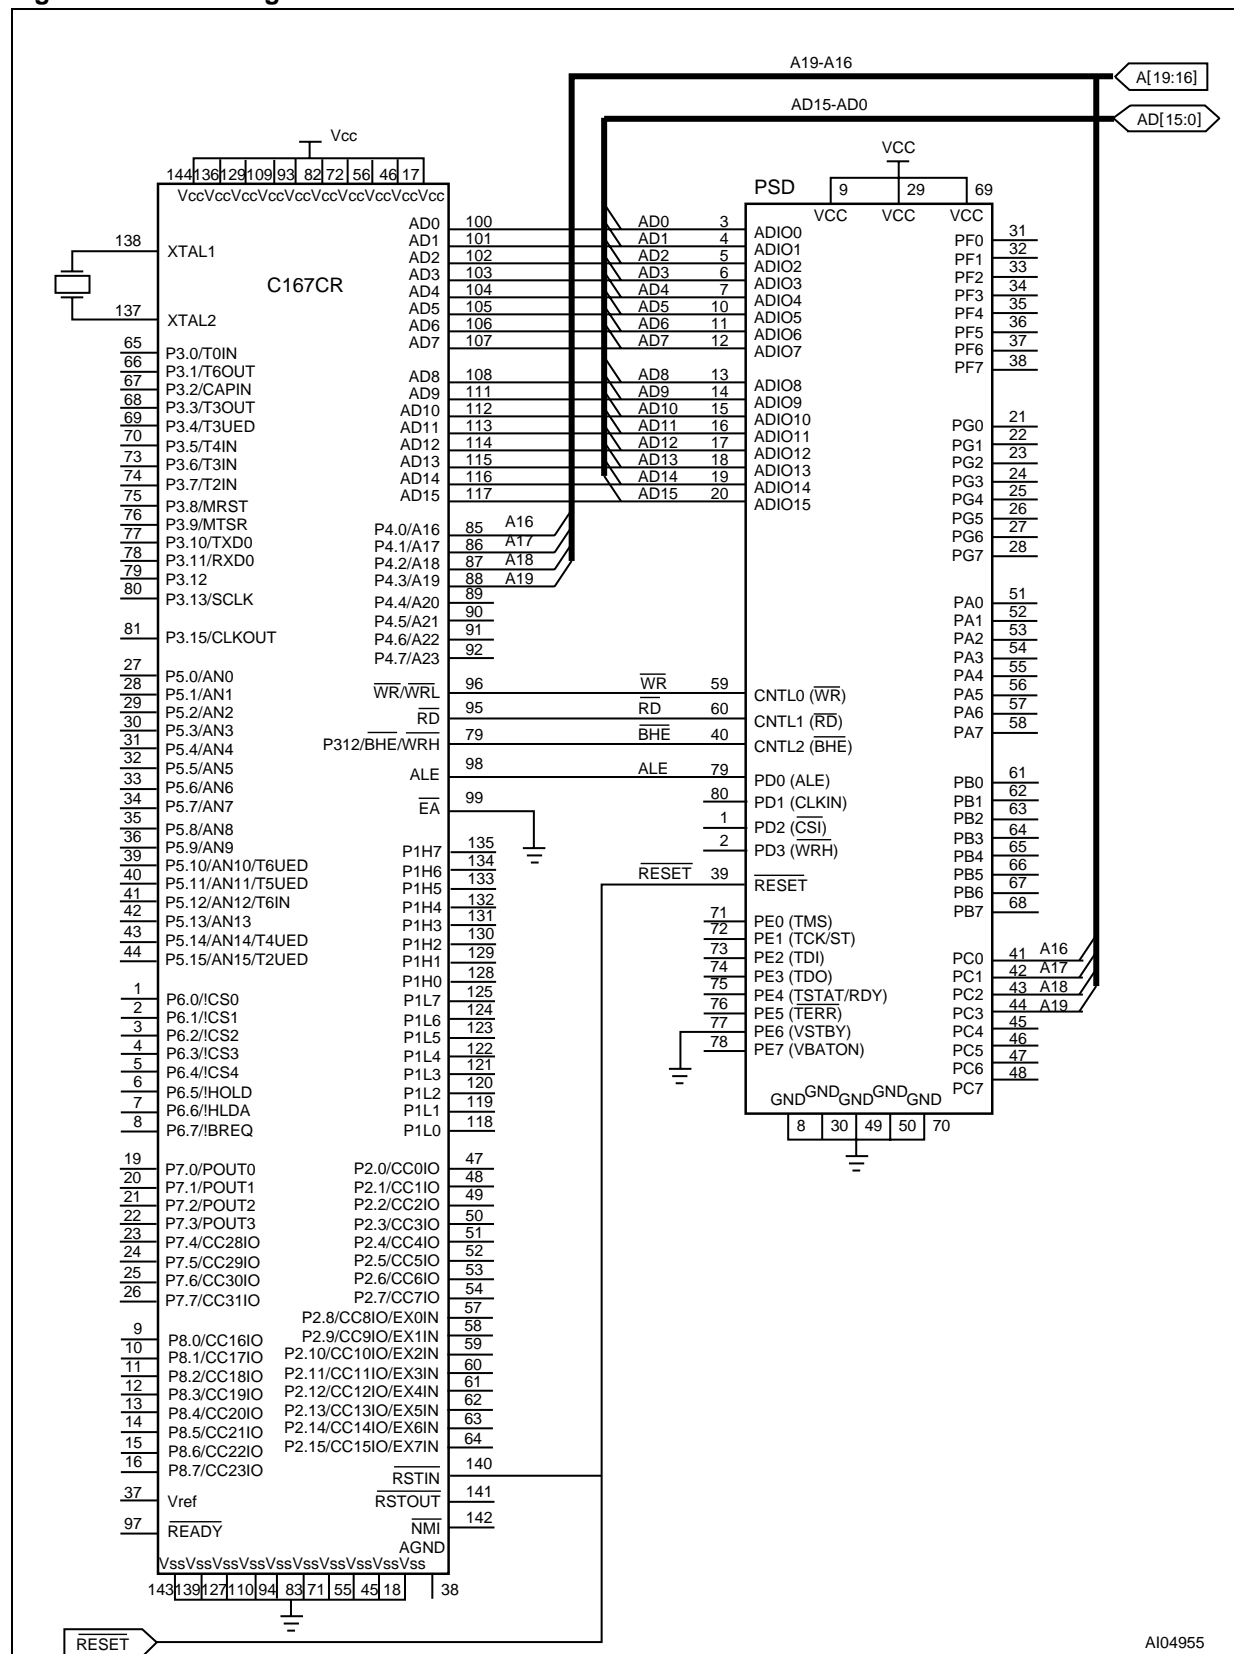 A19-A16
A[19:16]
AD15-AD0
AD[15:0]
Vcc
144 136 129 109 93 82 72 56 46 17
Vcc Vcc Vcc Vcc Vcc Vcc Vcc Vcc Vcc Vcc
C167CR
138 XTAL1
137 XTAL2
65 P3.0/T0IN
66 P3.1/T6OUT
67 P3.2/CAPIN
68 P3.3/T3OUT
69 P3.4/T3UED
70 P3.5/T4IN
73 P3.6/T3IN
74 P3.7/T2IN
75 P3.8/MRST
76 P3.9/MTSR
77 P3.10/TXD0
78 P3.11/RXD0
79 P3.12
80 P3.13/SCLK
81 P3.15/CLKOUT
27 P5.0/AN0
28 P5.1/AN1
29 P5.2/AN2
30 P5.3/AN3
31 P5.4/AN4
32 P5.5/AN5
33 P5.6/AN6
34 P5.7/AN7
35 P5.8/AN8
36 P5.9/AN9
39 P5.10/AN10/T6UED
40 P5.11/AN11/T5UED
41 P5.12/AN12/T6IN
42 P5.13/AN13
43 P5.14/AN14/T4UED
44 P5.15/AN15/T2UED
1 P6.0/!CS0
2 P6.1/!CS1
3 P6.2/!CS2
4 P6.3/!CS3
5 P6.4/!CS4
6 P6.5/!HOLD
7 P6.6/!HLDA
8 P6.7/!BREQ
19 P7.0/POUT0
20 P7.1/POUT1
21 P7.2/POUT2
22 P7.3/POUT3
23 P7.4/CC28IO
24 P7.5/CC29IO
25 P7.6/CC30IO
26 P7.7/CC31IO
9 P8.0/CC16IO
10 P8.1/CC17IO
11 P8.2/CC18IO
12 P8.3/CC19IO
13 P8.4/CC20IO
14 P8.5/CC21IO
15 P8.6/CC22IO
16 P8.7/CC23IO
37 Vref
97 READY
AD0 100 AD0 3 ADIO0
AD1 101 AD1 4 ADIO1
AD2 102 AD2 5 ADIO2
AD3 103 AD3 6 ADIO3
AD4 104 AD4 7 ADIO4
AD5 105 AD5 10 ADIO5
AD6 106 AD6 11 ADIO6
AD7 107 AD7 12 ADIO7
AD8 108 AD8 13 ADIO8
AD9 111 AD9 14 ADIO9
AD10 112 AD10 15 ADIO10
AD11 113 AD11 16 ADIO11
AD12 114 AD12 17 ADIO12
AD13 115 AD13 18 ADIO13
AD14 116 AD14 19 ADIO14
AD15 117 AD15 20 ADIO15
P4.0/A16 85 A16
P4.1/A17 86 A17
P4.2/A18 87 A18
P4.3/A19 88 A19
P4.4/A20 89
P4.5/A21 90
P4.6/A22 91
P4.7/A23 92
WR/WRL 96 WR 59 CNTL0 (WR)
RD 95 RD 60 CNTL1 (RD)
P312/BHE/WRH 79 BHE 40 CNTL2 (BHE)
ALE 98 ALE 79 PD0 (ALE)
EA 99
80 PD1 (CLKIN)
1 PD2 (CSI)
2 PD3 (WRH)
RESET 39 RESET
71 PE0 (TMS)
72 PE1 (TCK/ST)
73 PE2 (TDI)
74 PE3 (TDO)
75 PE4 (TSTAT/RDY)
76 PE5 (TERR)
77 PE6 (VSTBY)
78 PE7 (VBATON)
P1H7 135
P1H6 134
P1H5 133
P1H4 132
P1H3 131
P1H2 130
P1H1 129
P1H0 128
P1L7 125
P1L6 124
P1L5 123
P1L4 122
P1L3 121
P1L2 120
P1L1 119
P1L0 118
P2.0/CC0IO 47
P2.1/CC1IO 48
P2.2/CC2IO 49
P2.3/CC3IO 50
P2.4/CC4IO 51
P2.5/CC5IO 52
P2.6/CC6IO 53
P2.7/CC7IO 54
P2.8/CC8IO/EX0IN 57
P2.9/CC9IO/EX1IN 58
P2.10/CC10IO/EX2IN 59
P2.11/CC11IO/EX3IN 60
P2.12/CC12IO/EX4IN 61
P2.13/CC13IO/EX5IN 62
P2.14/CC14IO/EX6IN 63
P2.15/CC15IO/EX7IN 64
RSTIN 140
RSTOUT 141
NMI 142
AGND
Vss Vss Vss Vss Vss Vss Vss Vss Vss Vss
143 139 127 110 94 83 71 55 45 18 38
RESET
VCC
PSD 9 29 69
VCC VCC VCC
PF0 31
PF1 32
PF2 33
PF3 34
PF4 35
PF5 36
PF6 37
PF7 38
PG0 21
PG1 22
PG2 23
PG3 24
PG4 25
PG5 26
PG6 27
PG7 28
PA0 51
PA1 52
PA2 53
PA3 54
PA4 55
PA5 56
PA6 57
PA7 58
PB0 61
PB1 62
PB2 63
PB3 64
PB4 65
PB5 66
PB6 67
PB7 68
PC0 41 A16
PC1 42 A17
PC2 43 A18
PC3 44 A19
PC4 45
PC5 46
PC6 47
PC7 48
GND GND GND GND GND
8 30 49 50 70
AI04955